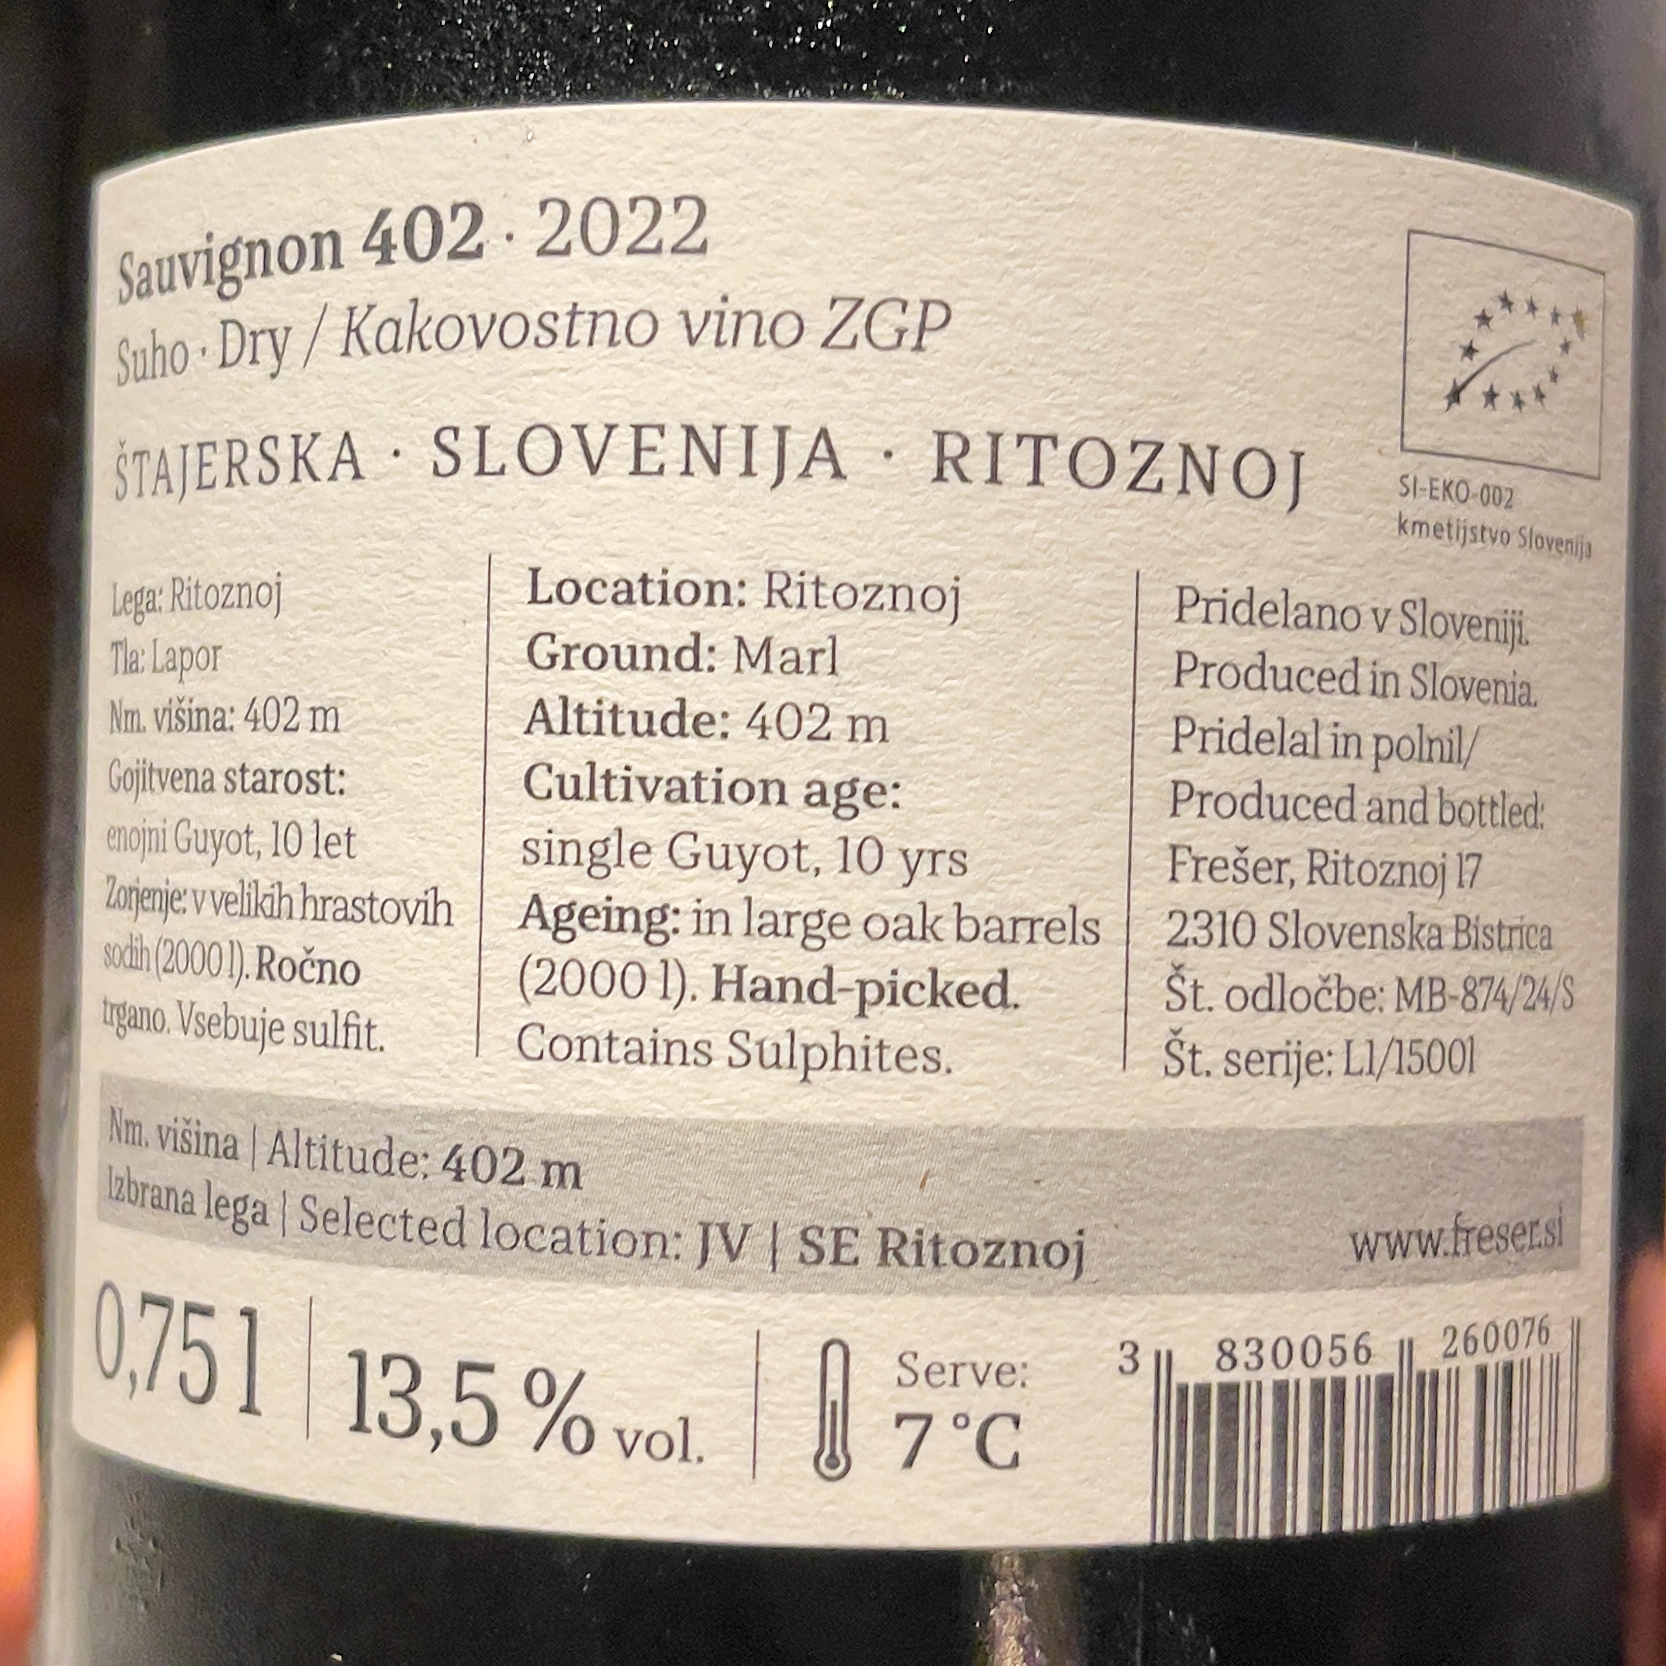 Sauvignon 402 · 2022
Suho · Dry / Kakovostno vino ZGP
ŠTAJERSKA · SLOVENIJA · RITOZNOJ
SI-EKO-002
kmetijstvo Slovenija
Lega: Ritoznoj
Tla: Lapor
Nm. višina: 402 m
Gojitvena starost:
enojni Guyot, 10 let
Zorjenje: v velikih hrastovih
sodih (2000 l). Ročno
trgano. Vsebuje sulfit.
Location: Ritoznoj
Ground: Marl
Altitude: 402 m
Cultivation age:
single Guyot, 10 yrs
Ageing: in large oak barrels
(2000 l). Hand-picked.
Contains Sulphites.
Pridelano v Sloveniji.
Produced in Slovenia.
Pridelal in polnil/
Produced and bottled:
Frešer, Ritoznoj 17
2310 Slovenska Bistrica
Št. odločbe: MB-874/24/S
Št. serije: L1/1500l
Nm. višina | Altitude: 402 m
Izbrana lega | Selected location: JV | SE Ritoznoj
www.freser.si
0,75 l
13,5 % vol.
Serve:
7 °C
3 830056 260076